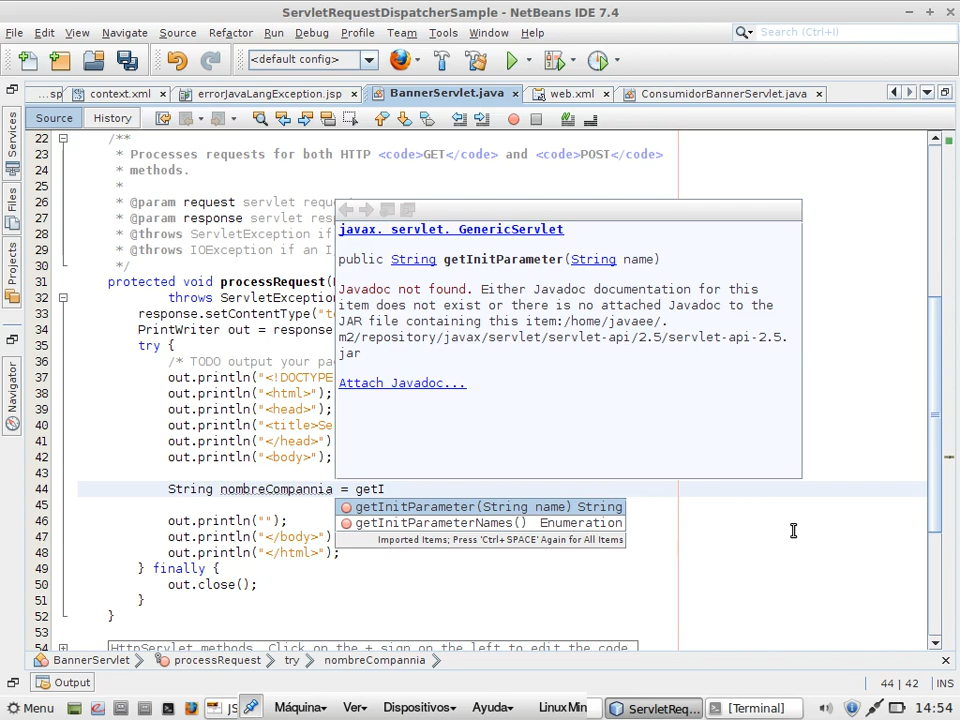 ServletRequestDispatcherSample - NetBeans IDE 7.4
File Edit View Navigate Source Refactor Run Debug Profile Team Tools Window Help
Search (Ctrl+I)
<default config>
...sp context.xml errorJavaLangException.jsp BannerServlet.java web.xml ConsumidorBannerServlet.java
Source History
Services
Files
Projects
Navigator
22 /**
23 * Processes requests for both HTTP <code>GET</code> and <code>POST</code>
24 * methods.
25 *
26 * @param request servlet requ
27 * @param response servlet res
28 * @throws ServletException if
29 * @throws IOException if an I
30 */
31 protected void processRequest(
32 throws ServletException
33 response.setContentType("t
34 PrintWriter out = response
35 try {
36 /* TODO output your pa
37 out.println("<!DOCTYPE
38 out.println("<html>");
39 out.println("<head>");
40 out.println("<title>Se
41 out.println("</head>")
42 out.println("<body>");
43
44 String nombreCompannia = getI
45
46 out.println("");
47 out.println("</body>")
48 out.println("</html>");
49 } finally {
50 out.close();
51 }
52 }
53
54 HttpServlet methods. Click on the + sign on the left to edit the code.
javax. servlet. GenericServlet
public String getInitParameter(String name)
Javadoc not found. Either Javadoc documentation for this
item does not exist or there is no attached Javadoc to the
JAR file containing this item:/home/javaee/.
m2/repository/javax/servlet/servlet-api/2.5/servlet-api-2.5.
jar
Attach Javadoc...
getInitParameter(String name) String
getInitParameterNames() Enumeration
Imported Items; Press 'Ctrl+SPACE' Again for All Items
BannerServlet processRequest try nombreCompannia
Output
44 | 42 INS
Menu JS Máquina Ver Dispositivos Ayuda LinuxMin ServletReq... [Terminal] 14:54